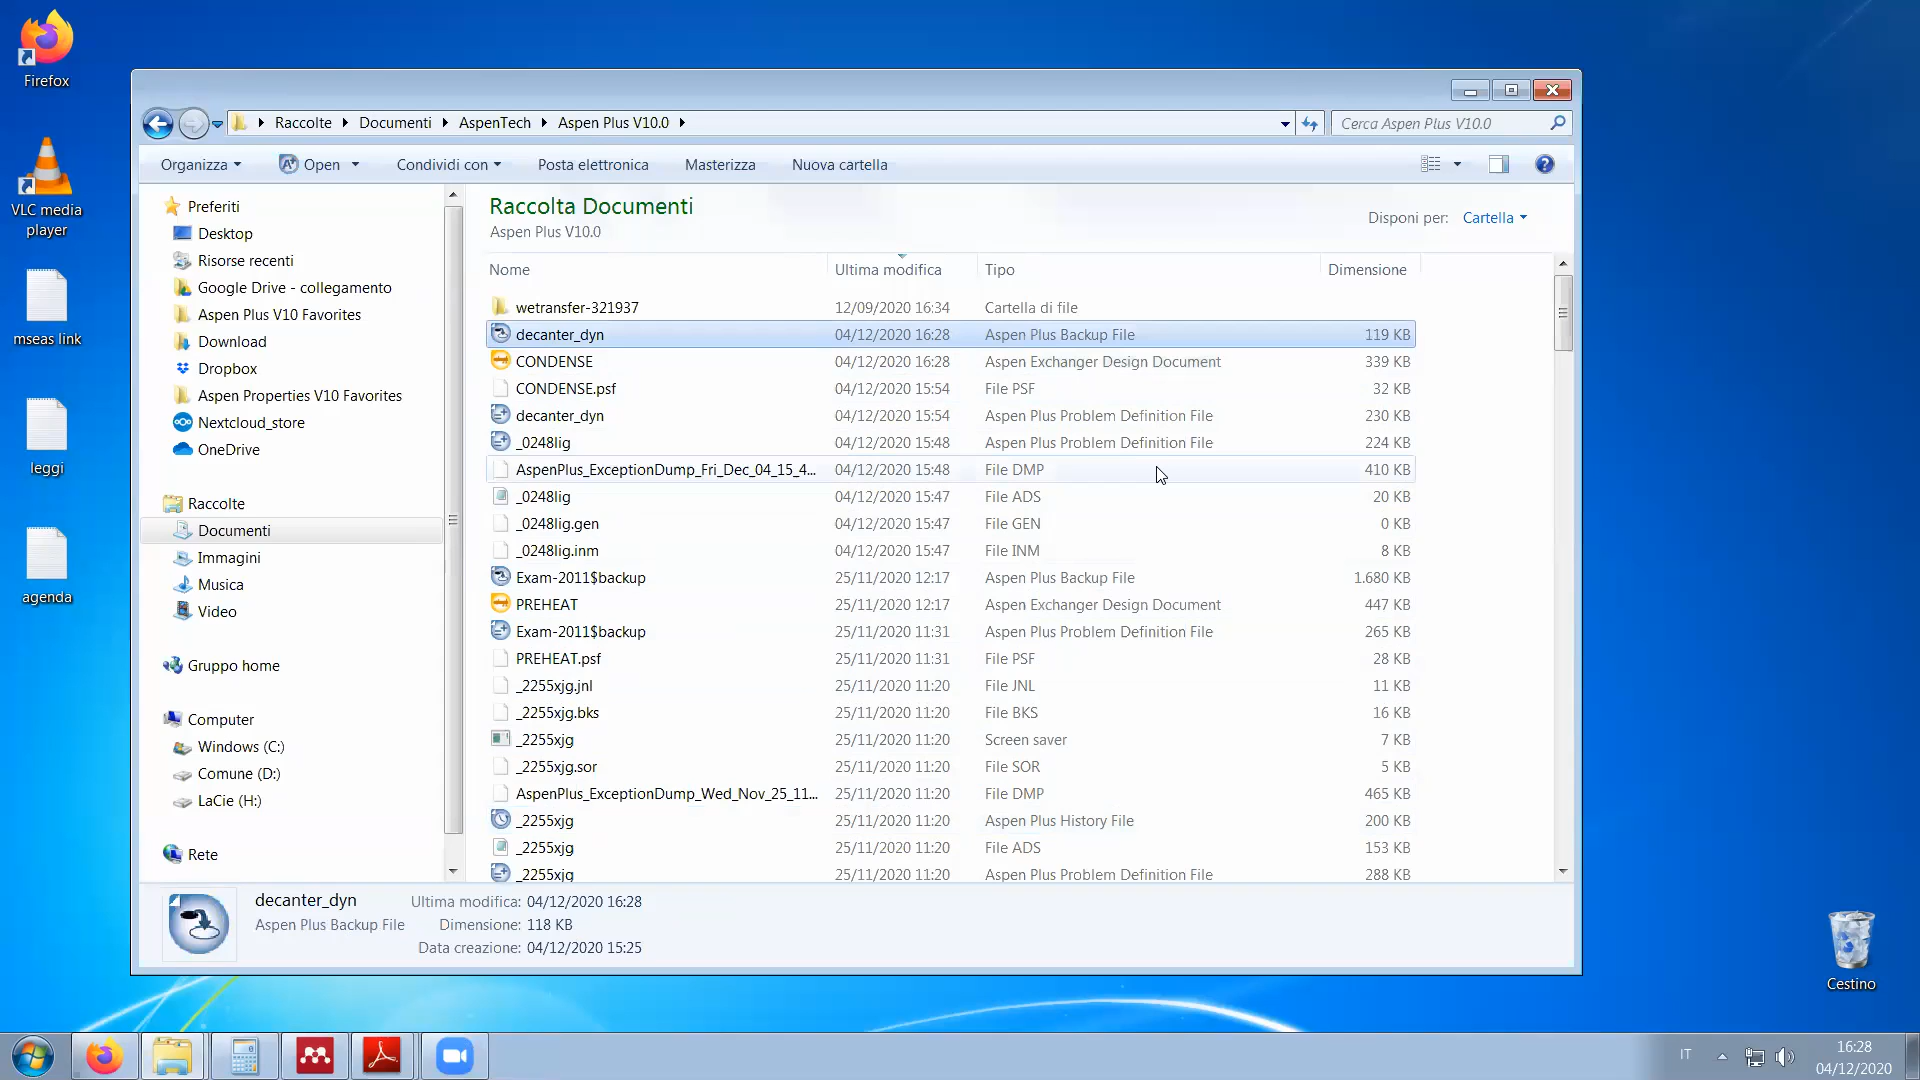 Firefox
VLC media
player
mseas link
leggi
agenda
Cestino
Raccolte
Documenti
AspenTech
Aspen Plus V10.0
Cerca Aspen Plus V10.0
Organizza
Open
Condividi con
Posta elettronica
Masterizza
Nuova cartella
Preferiti
Desktop
Risorse recenti
Google Drive - collegamento
Aspen Plus V10 Favorites
Download
Dropbox
Aspen Properties V10 Favorites
Nextcloud_store
OneDrive
Raccolte
Documenti
Immagini
Musica
Video
Gruppo home
Computer
Windows (C:)
Comune (D:)
LaCie (H:)
Rete
Raccolta Documenti
Aspen Plus V10.0
Disponi per: Cartella
Nome Ultima modifica Tipo Dimensione
wetransfer-321937 12/09/2020 16:34 Cartella di file
decanter_dyn 04/12/2020 16:28 Aspen Plus Backup File 119 KB
CONDENSE 04/12/2020 16:28 Aspen Exchanger Design Document 339 KB
CONDENSE.psf 04/12/2020 15:54 File PSF 32 KB
decanter_dyn 04/12/2020 15:54 Aspen Plus Problem Definition File 230 KB
_0248lig 04/12/2020 15:48 Aspen Plus Problem Definition File 224 KB
AspenPlus_ExceptionDump_Fri_Dec_04_15_4... 04/12/2020 15:48 File DMP 410 KB
_0248lig 04/12/2020 15:47 File ADS 20 KB
_0248lig.gen 04/12/2020 15:47 File GEN 0 KB
_0248lig.inm 04/12/2020 15:47 File INM 8 KB
Exam-2011$backup 25/11/2020 12:17 Aspen Plus Backup File 1.680 KB
PREHEAT 25/11/2020 12:17 Aspen Exchanger Design Document 447 KB
Exam-2011$backup 25/11/2020 11:31 Aspen Plus Problem Definition File 265 KB
PREHEAT.psf 25/11/2020 11:31 File PSF 28 KB
_2255xjg.jnl 25/11/2020 11:20 File JNL 11 KB
_2255xjg.bks 25/11/2020 11:20 File BKS 16 KB
_2255xjg 25/11/2020 11:20 Screen saver 7 KB
_2255xjg.sor 25/11/2020 11:20 File SOR 5 KB
AspenPlus_ExceptionDump_Wed_Nov_25_11... 25/11/2020 11:20 File DMP 465 KB
_2255xjg 25/11/2020 11:20 Aspen Plus History File 200 KB
_2255xjg 25/11/2020 11:20 File ADS 153 KB
_2255xjg 25/11/2020 11:20 Aspen Plus Problem Definition File 288 KB
decanter_dyn Ultima modifica: 04/12/2020 16:28
Aspen Plus Backup File Dimensione: 118 KB
Data creazione: 04/12/2020 15:25
IT
16:28
04/12/2020